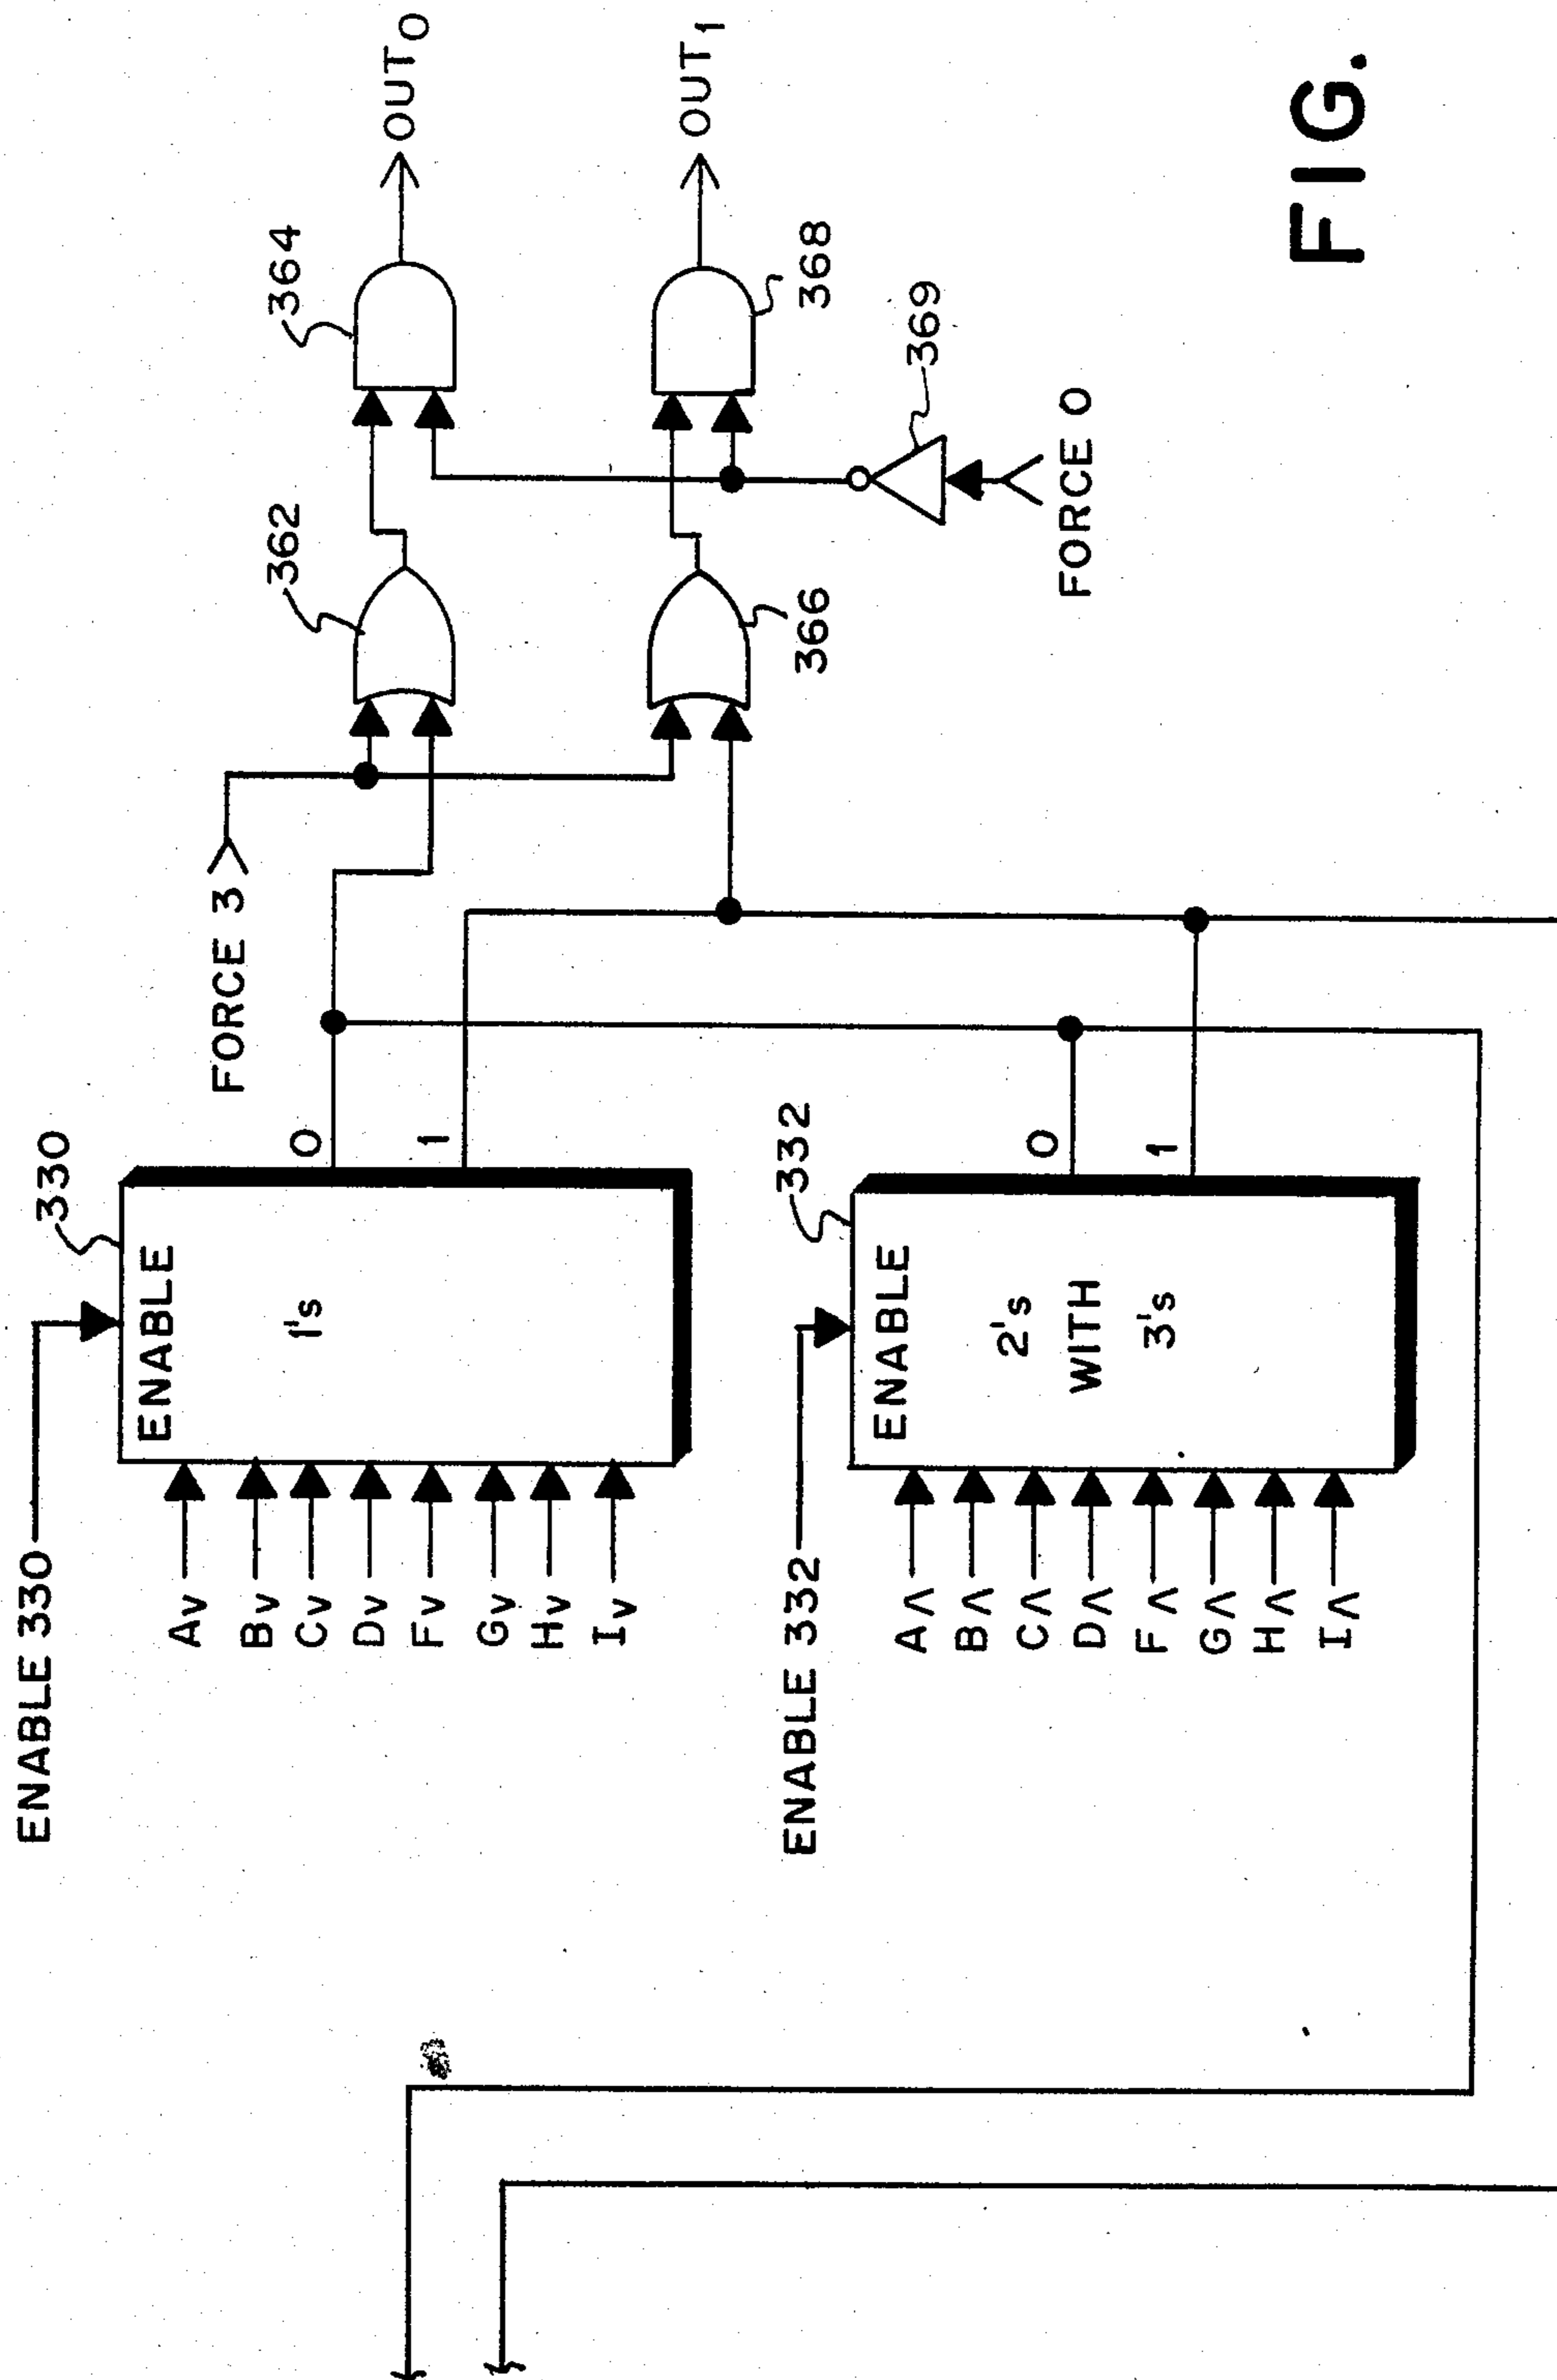 ENABLE 330
330
ENABLE
1's
0
1
Av
Bv
Cv
Dv
Fv
Gv
Hv
Iv
FORCE 3
362
364
OUT0
366
368
OUT1
369
FORCE 0
ENABLE 332
332
ENABLE
2's
WITH
3's
0
1
A∧
B∧
C∧
D∧
F∧
G∧
H∧
I∧
FIG.